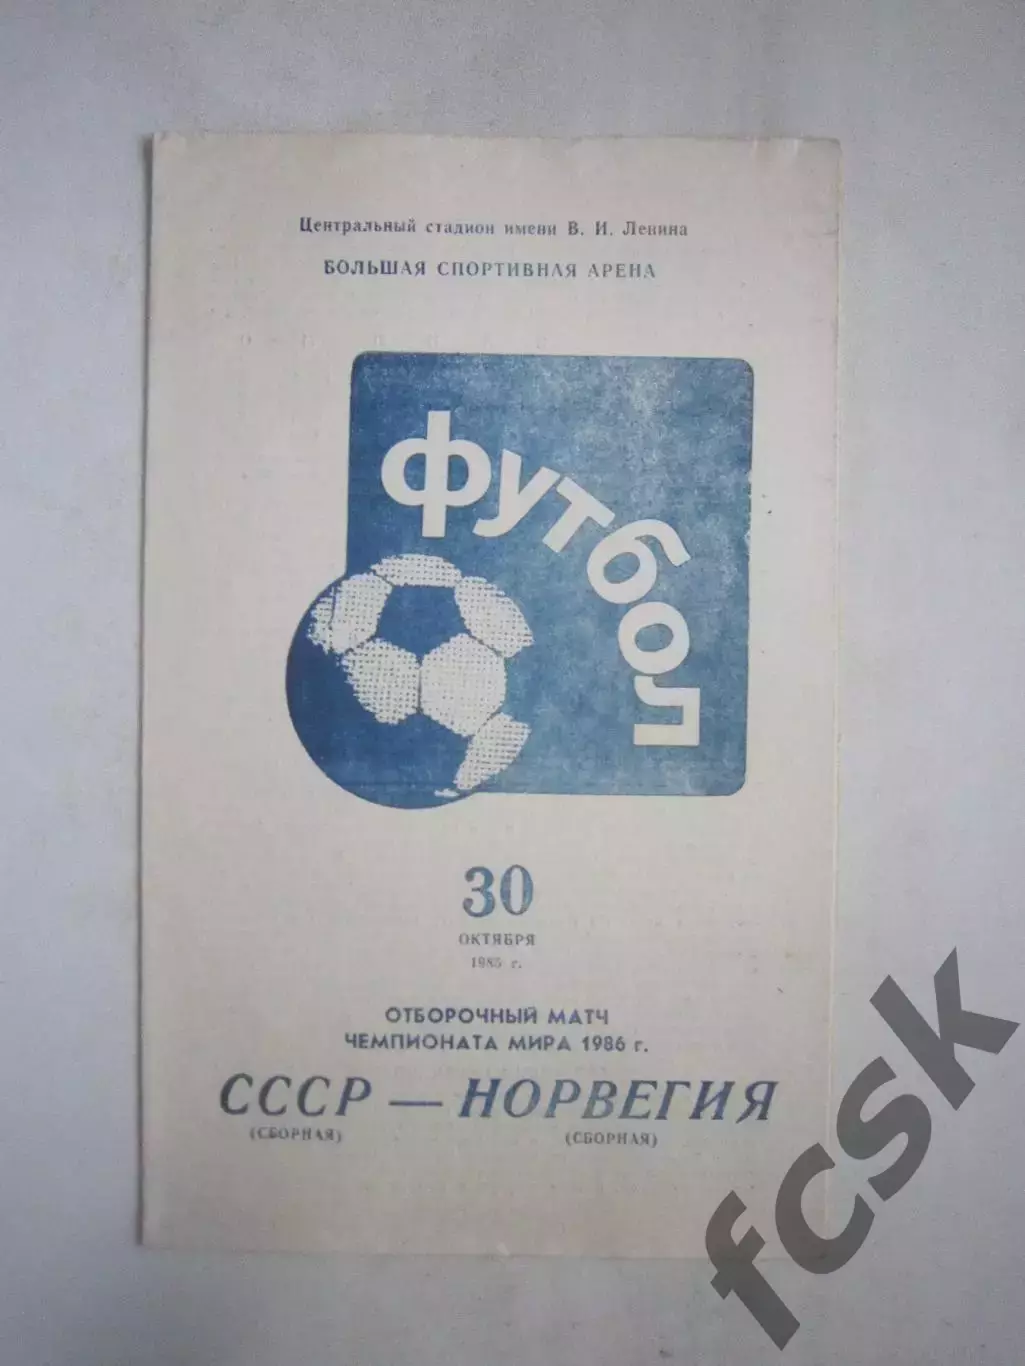 Центральный стадион имени В. И. Ленина
БОЛЬШАЯ СПОРТИВНАЯ АРЕНА
футбол
30
ОКТЯБРЯ
1985 г.
ОТБОРОЧНЫЙ МАТЧ
ЧЕМПИОНАТА МИРА 1986 г.
СССР — НОРВЕГИЯ
(СБОРНАЯ) (СБОРНАЯ)
fcsk